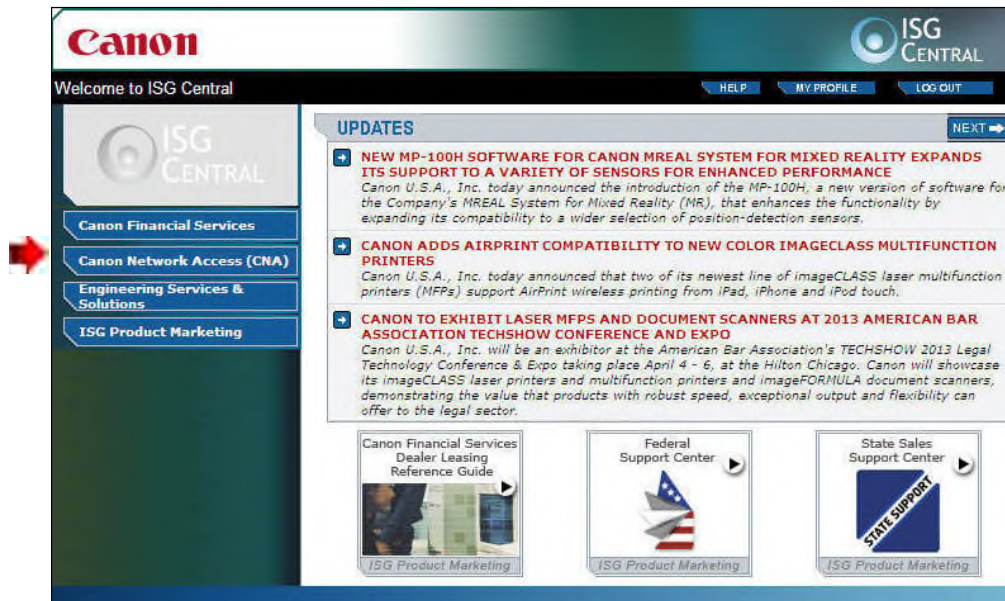 Canon
ISG
CENTRAL
Welcome to ISG Central
HELP
MY PROFILE
LOG OUT
ISG
CENTRAL
Canon Financial Services
Canon Network Access (CNA)
Engineering Services &
Solutions
ISG Product Marketing
UPDATES
NEXT
NEW MP-100H SOFTWARE FOR CANON MREAL SYSTEM FOR MIXED REALITY EXPANDS
ITS SUPPORT TO A VARIETY OF SENSORS FOR ENHANCED PERFORMANCE
Canon U.S.A., Inc. today announced the introduction of the MP-100H, a new version of software for
the Company's MREAL System for Mixed Reality (MR), that enhances the functionality by
expanding its compatibility to a wider selection of position-detection sensors.
CANON ADDS AIRPRINT COMPATIBILITY TO NEW COLOR IMAGECLASS MULTIFUNCTION
PRINTERS
Canon U.S.A., Inc. today announced that two of its newest line of imageCLASS laser multifunction
printers (MFPs) support AirPrint wireless printing from iPad, iPhone and iPod touch.
CANON TO EXHIBIT LASER MFPS AND DOCUMENT SCANNERS AT 2013 AMERICAN BAR
ASSOCIATION TECHSHOW CONFERENCE AND EXPO
Canon U.S.A., Inc. will be an exhibitor at the American Bar Association's TECHSHOW 2013 Legal
Technology Conference & Expo taking place April 4 - 6, at the Hilton Chicago. Canon will showcase
its imageCLASS laser printers and multifunction printers and imageFORMULA document scanners,
demonstrating the value that products with robust speed, exceptional output and flexibility can
offer to the legal sector.
Canon Financial Services
Dealer Leasing
Reference Guide
ISG Product Marketing
Federal
Support Center
ISG Product Marketing
State Sales
Support Center
STATE SUPPORT
ISG Product Marketing